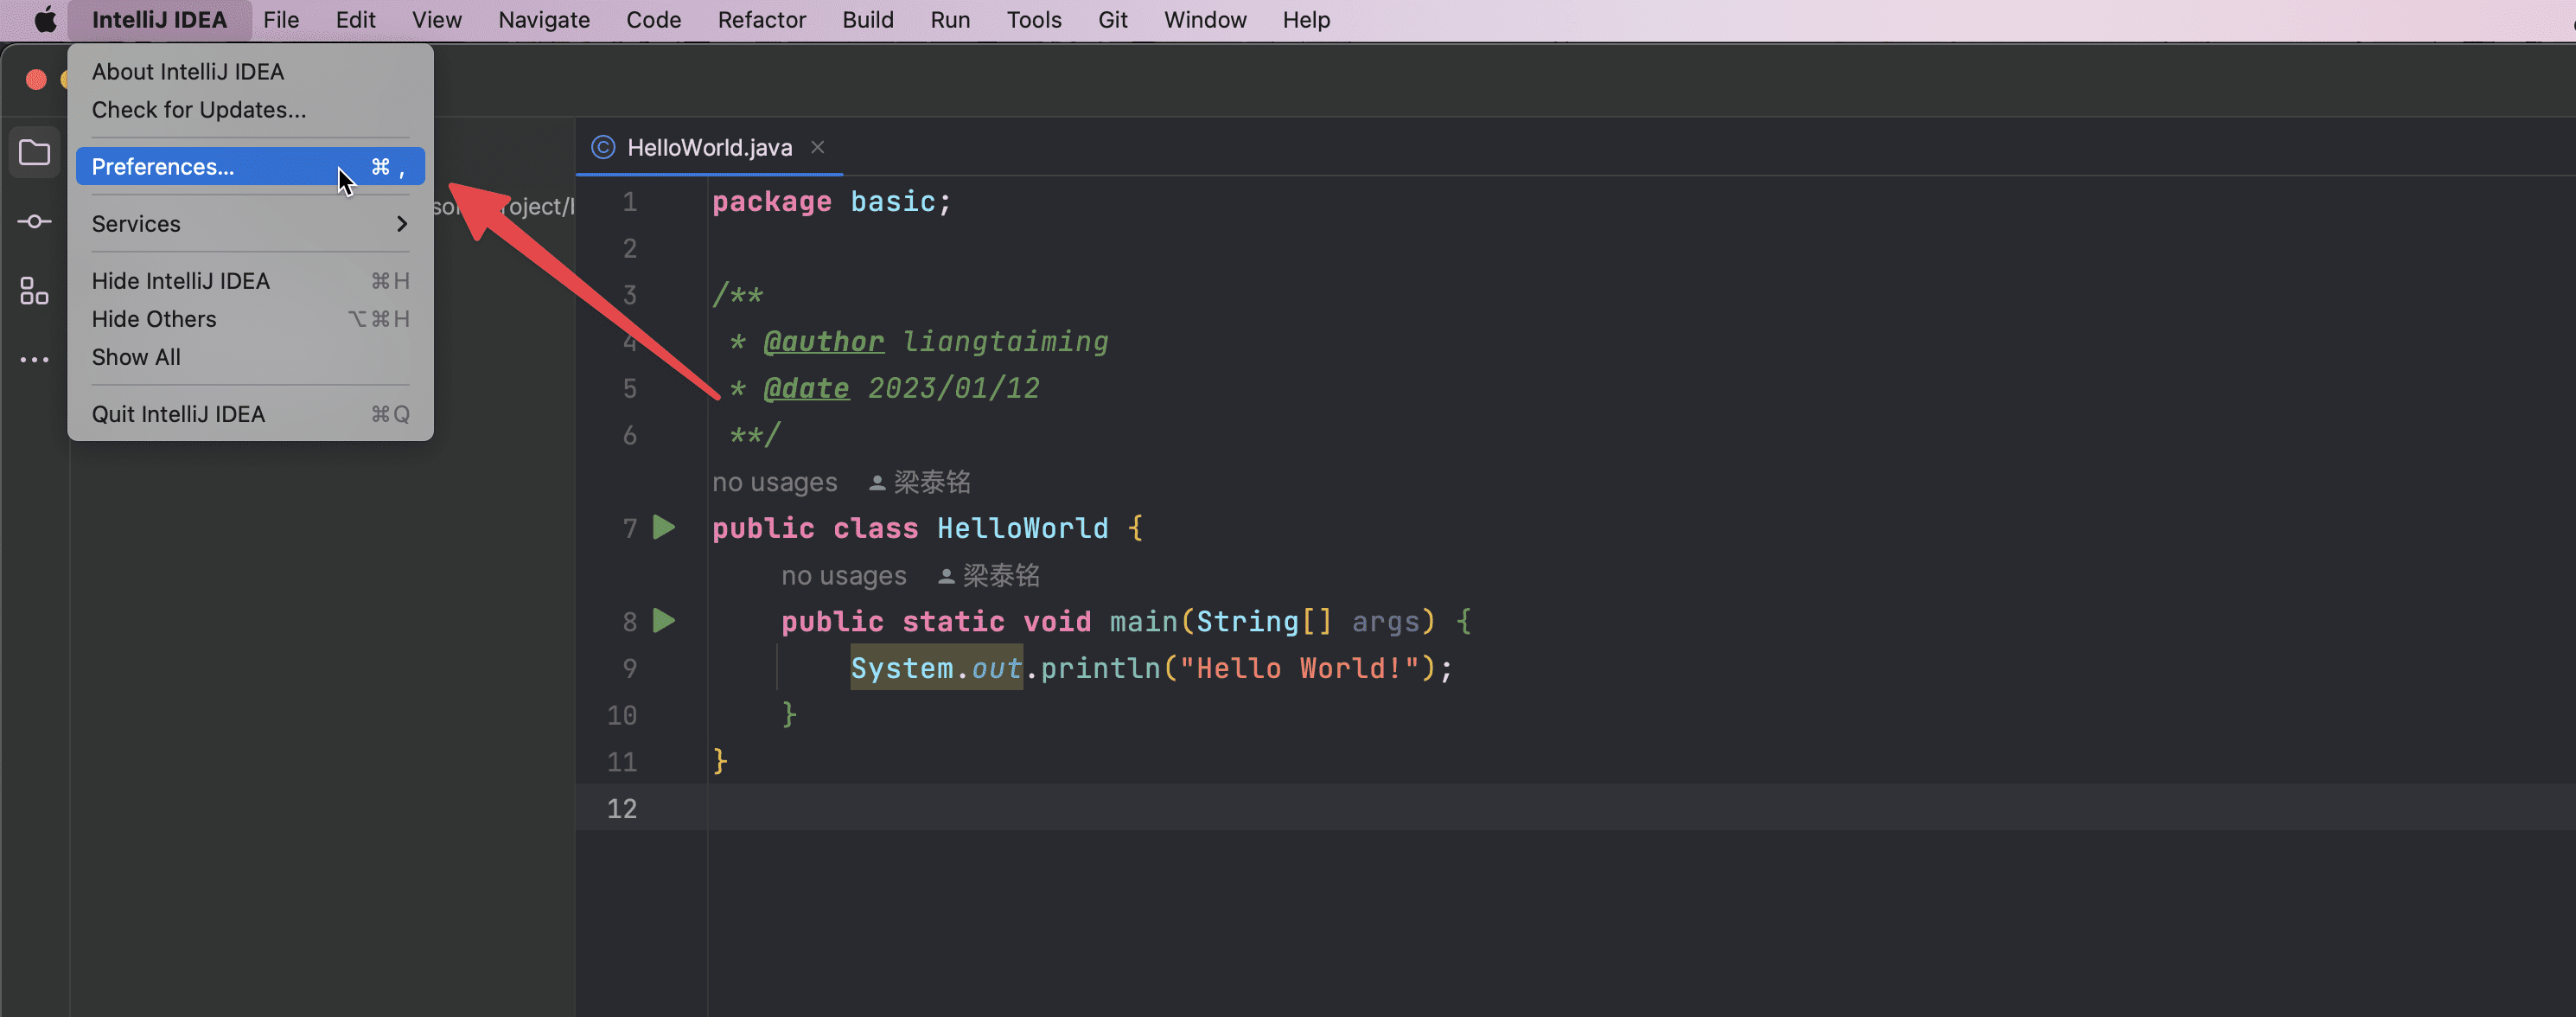 IntelliJ IDEA File Edit View Navigate Code Refactor Build Run Tools Git Window Help
About IntelliJ IDEA
Check for Updates...
Preferences... ⌘ ,
Services
Hide IntelliJ IDEA ⌘H
Hide Others ⌥⌘H
Show All
Quit IntelliJ IDEA ⌘Q
HelloWorld.java
1 package basic;
2
3 /**
4 * @author liangtaiming
5 * @date 2023/01/12
6 **/
no usages 梁泰铭
7 public class HelloWorld {
no usages 梁泰铭
8 public static void main(String[] args) {
9 System.out.println("Hello World!");
10 }
11 }
12